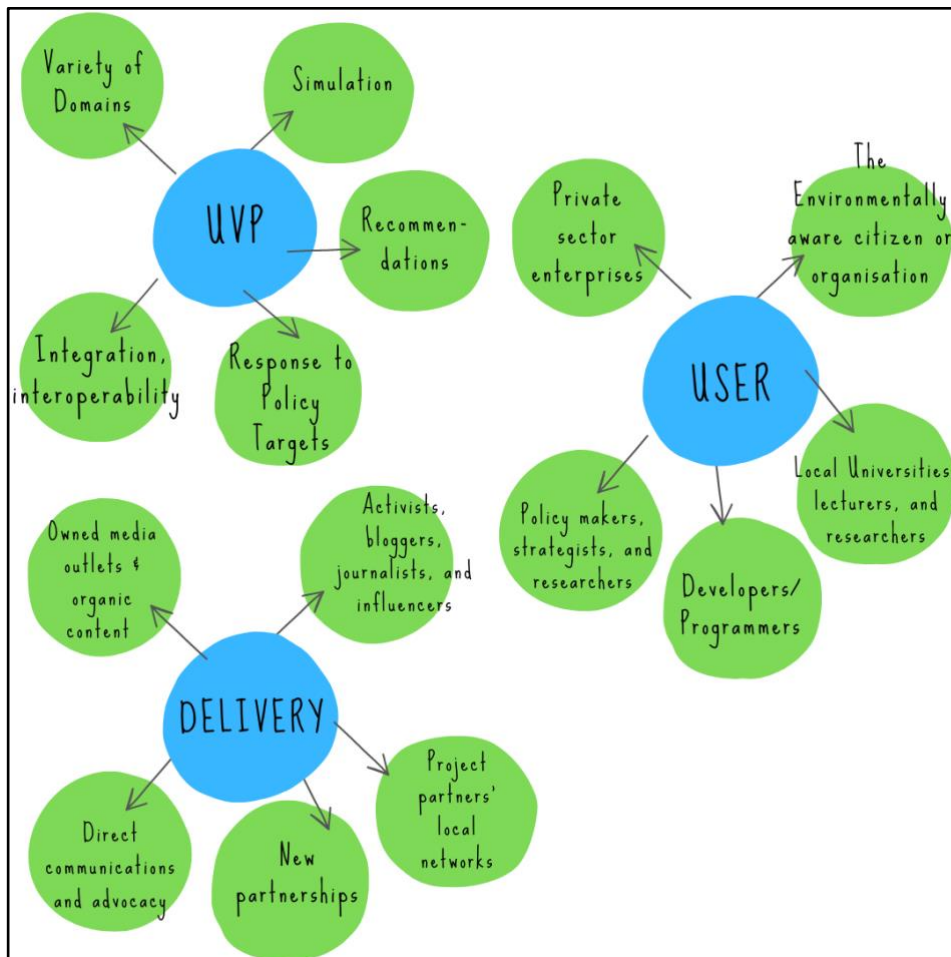 Variety of
Domains
Simulation
UVP
Recommen-
dations
Integration,
interoperability
Response to
Policy
Targets
Private
sector
enterprises
The
Environmentally
aware citizen or
organisation
USER
Local Universities
lecturers, and
researchers
Policy makers,
strategists, and
researchers
Developers/
Programmers
Owned media
outlets &
organic
content
Activists,
bloggers,
journalists, and
influencers
DELIVERY
Project
partners'
local
networks
Direct
communications
and advocacy
New
partnerships